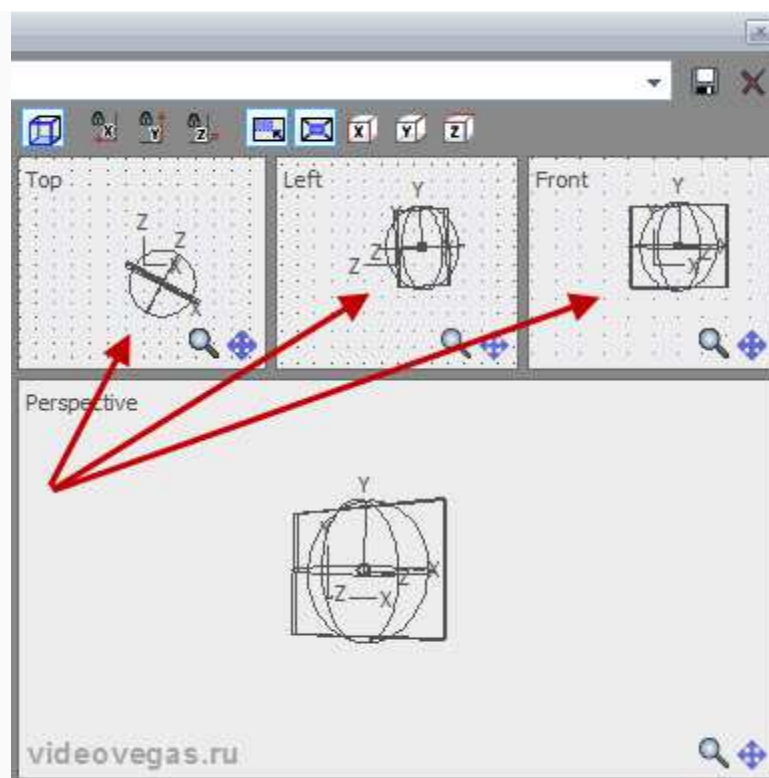 X Y Z X Y Z
Top Left Front
Z Z X X
Y Y Z Z
Y Y Z X
Perspective
Y
Y X
Z
Z X
videovegas.ru